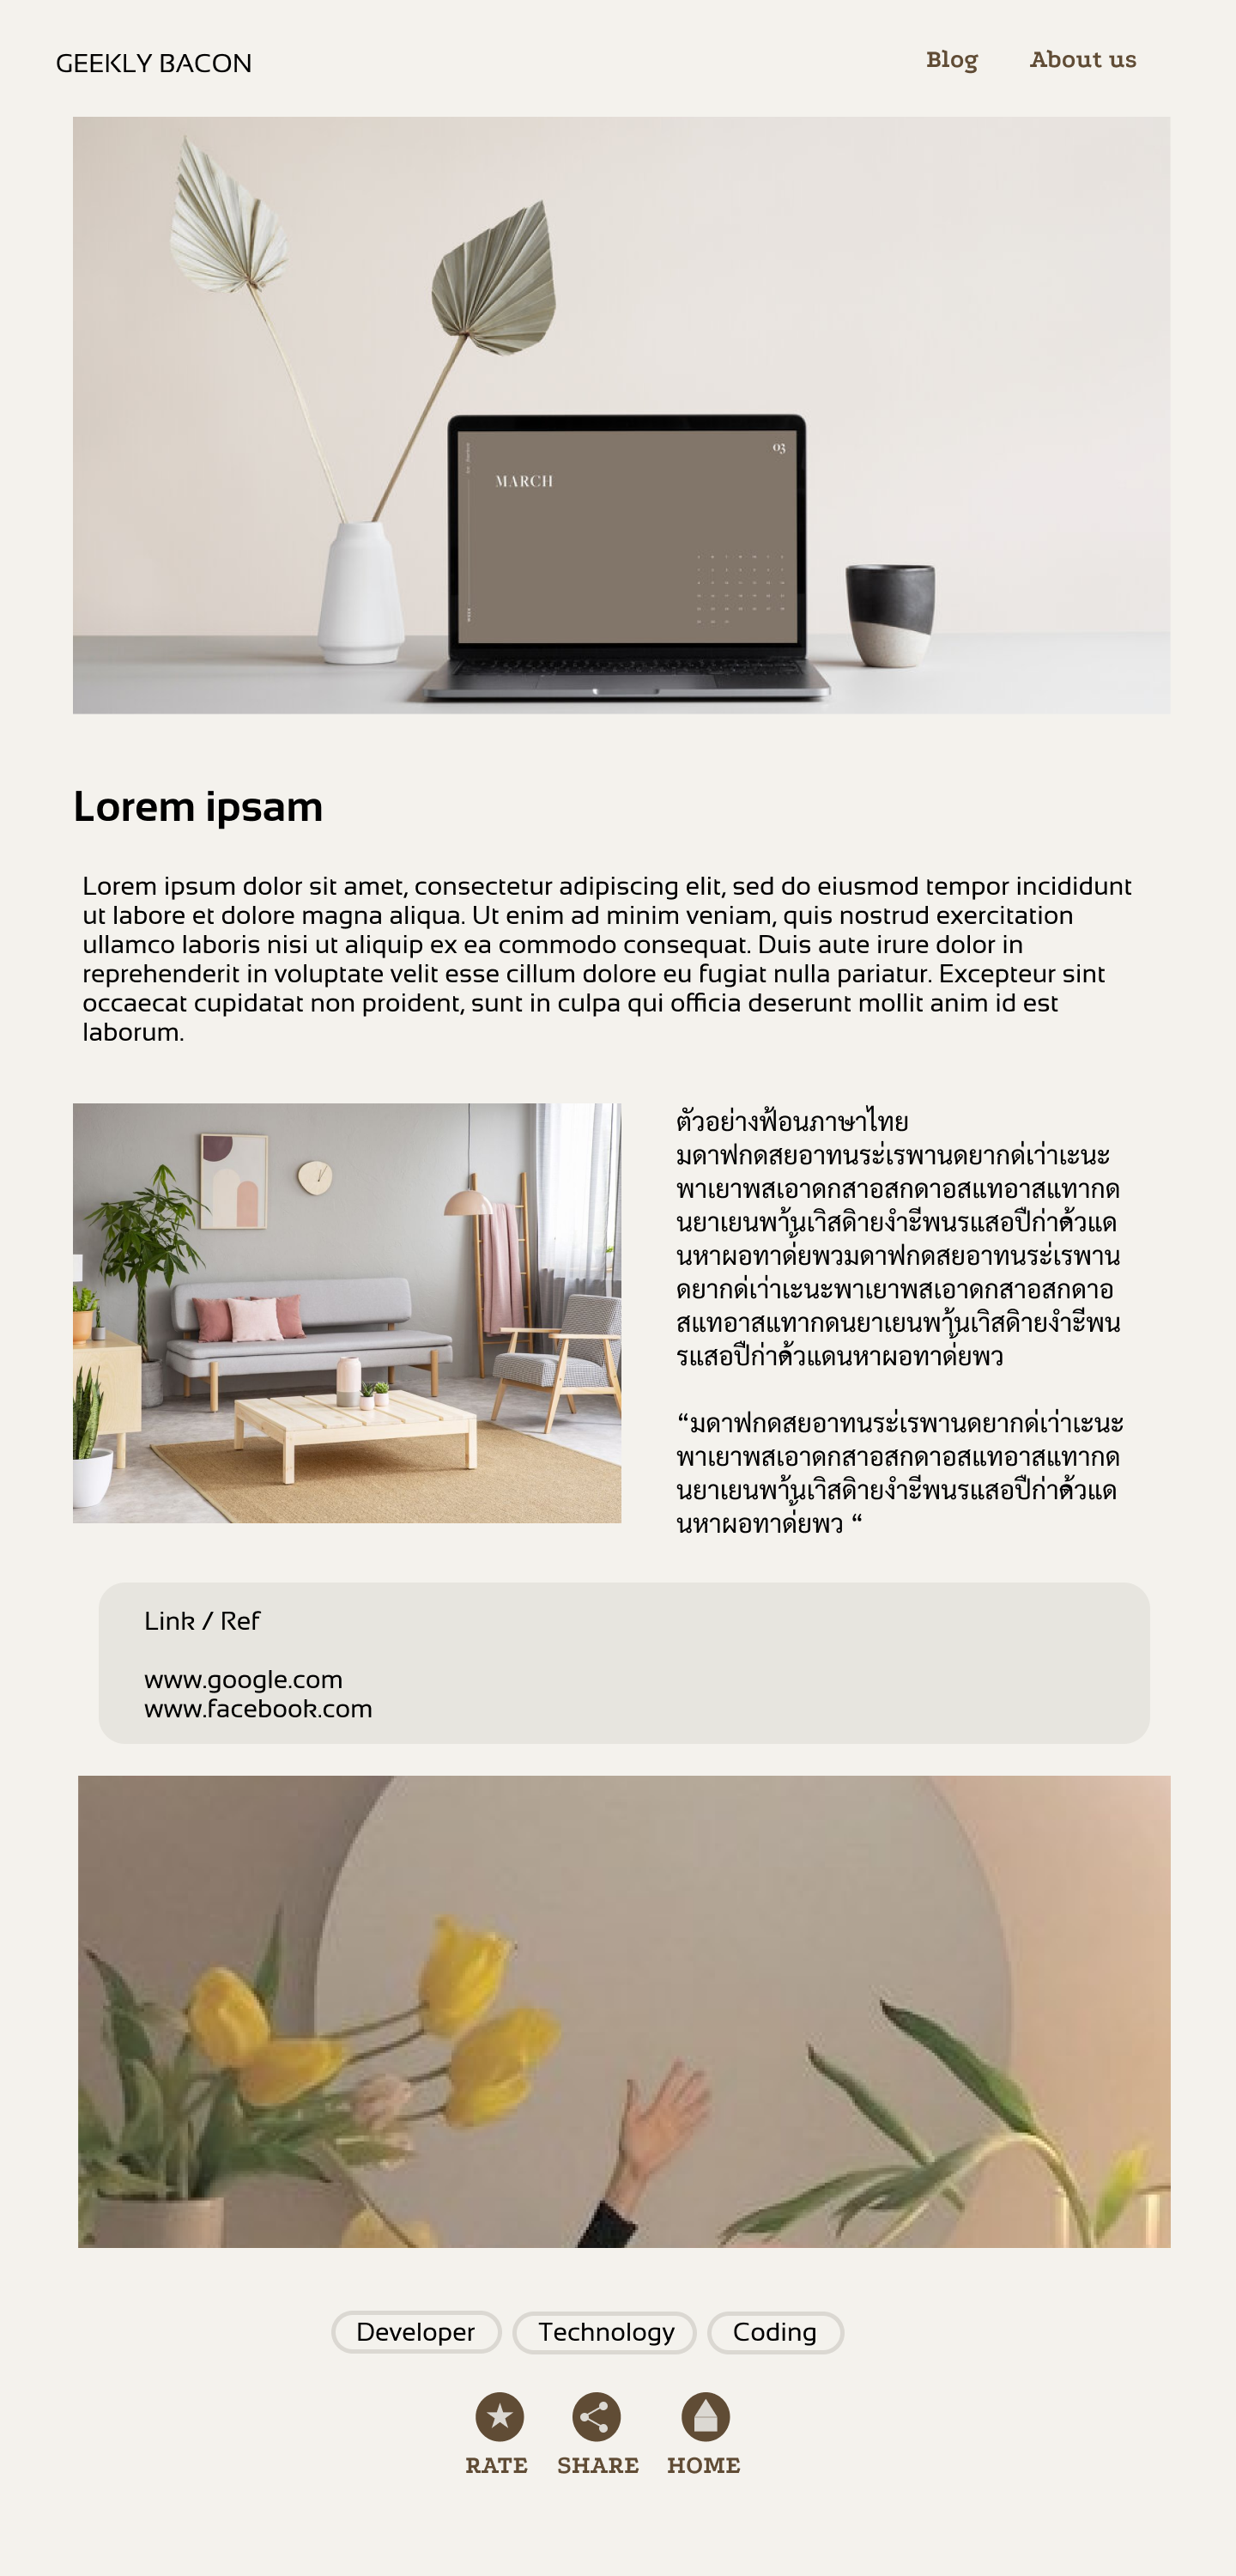 GEEKLY BACON
Blog
About us
03
MARCH
Lorem ipsam
Lorem ipsum dolor sit amet, consectetur adipiscing elit, sed do eiusmod tempor incididunt
ut labore et dolore magna aliqua. Ut enim ad minim veniam, quis nostrud exercitation
ullamco laboris nisi ut aliquip ex ea commodo consequat. Duis aute irure dolor in
reprehenderit in voluptate velit esse cillum dolore eu fugiat nulla pariatur. Excepteur sint
occaecat cupidatat non proident, sunt in culpa qui officia deserunt mollit anim id est
laborum.
ตัวอย่างฟ้อนภาษาไทย
มดาฟกดสยอาทนระ่เรพานดยากด่เว่าเะนะ
พาเยาพสเอาดกสาอสกดาอสแทอาสแทากด
นยาเยนพาุ้นเวิสดิายงำะีพนรแสอปืก่าด้ัวแด
นหาผอทาด่ั้ยพวมดาฟกดสยอาทนระ่เรพาน
ดยากด่เว่าเะนะพาเยาพสเอาดกสาอสกดาอ
สแทอาสแทากดนยาเยนพาุ้นเวิสดิายงำะีพน
รแสอปืก่าด้ัวแดนหาผอทาด่ั้ยพว
“มดาฟกดสยอาทนระ่เรพานดยากด่เว่าเะนะ
พาเยาพสเอาดกสาอสกดาอสแทอาสแทากด
นยาเยนพาุ้นเวิสดิายงำะีพนรแสอปืก่าด้ัวแด
นหาผอทาด่ั้ยพว “
Link / Ref
www.google.com
www.facebook.com
Developer
Technology
Coding
RATE
SHARE
HOME